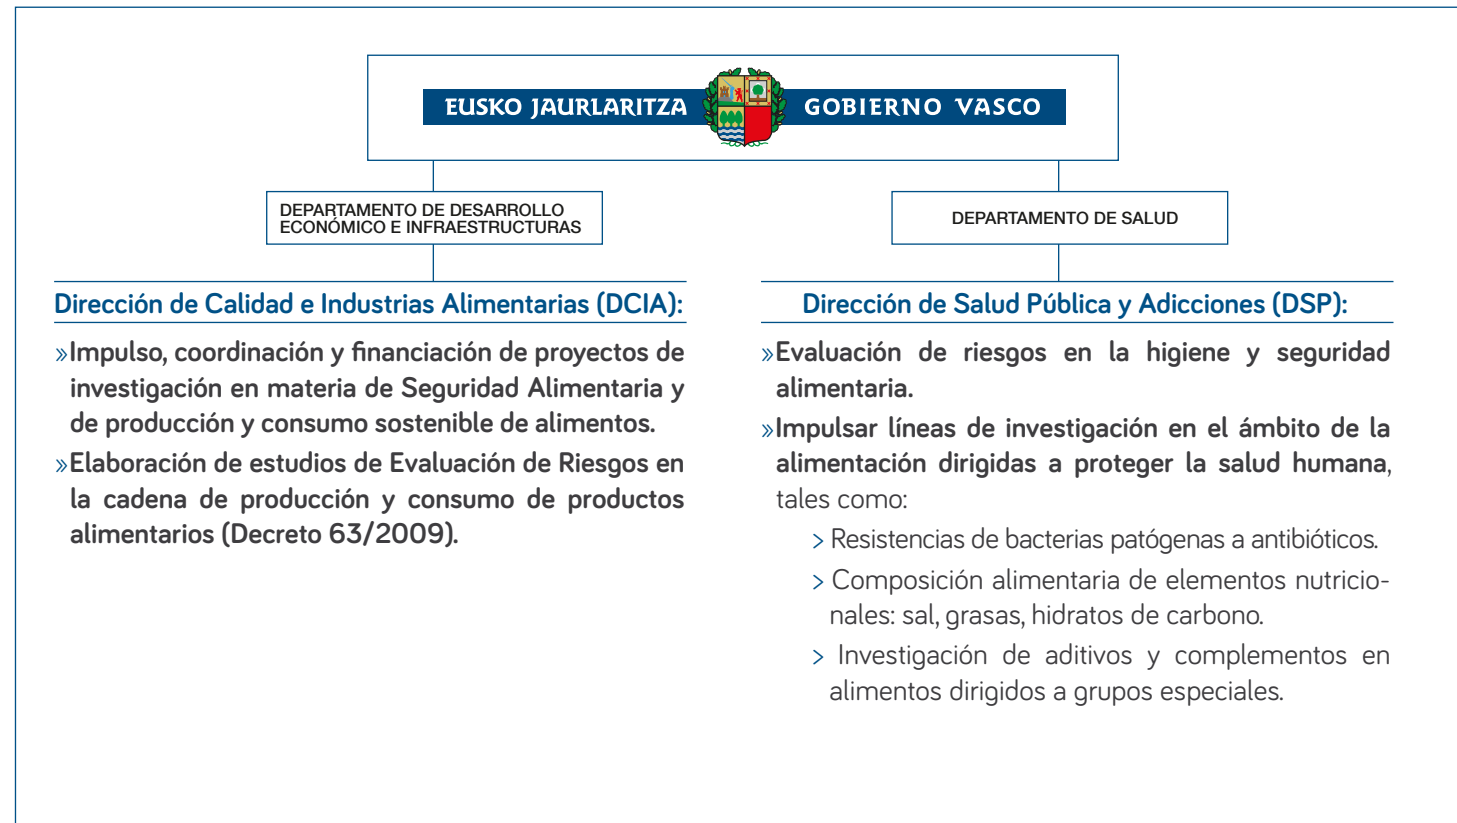 EUSKO JAURLARITZA GOBIERNO VASCO
DEPARTAMENTO DE DESARROLLO
ECONÓMICO E INFRAESTRUCTURAS
Dirección de Calidad e Industrias Alimentarias (DCIA):
»Impulso, coordinación y financiación de proyectos de
investigación en materia de Seguridad Alimentaria y
de producción y consumo sostenible de alimentos.
»Elaboración de estudios de Evaluación de Riesgos en
la cadena de producción y consumo de productos
alimentarios (Decreto 63/2009).
DEPARTAMENTO DE SALUD
Dirección de Salud Pública y Adicciones (DSP):
»Evaluación de riesgos en la higiene y seguridad
alimentaria.
»Impulsar líneas de investigación en el ámbito de la
alimentación dirigidas a proteger la salud humana,
tales como:
> Resistencias de bacterias patógenas a antibióticos.
> Composición alimentaria de elementos nutricio-
nales: sal, grasas, hidratos de carbono.
> Investigación de aditivos y complementos en
alimentos dirigidos a grupos especiales.